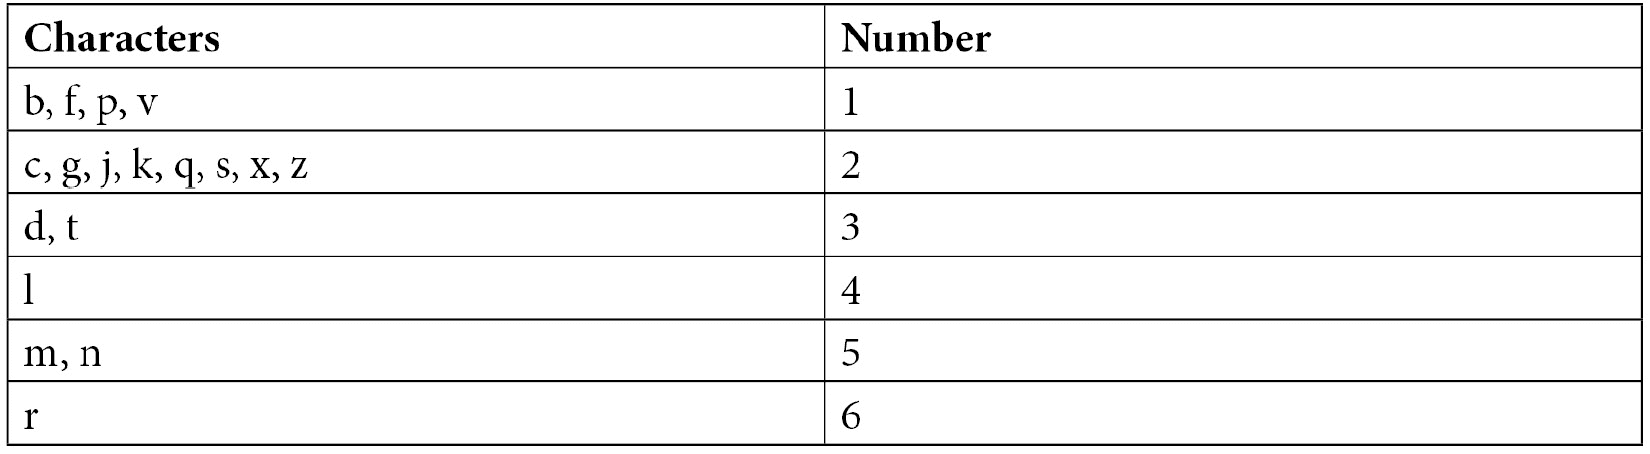 Characters Number
b, f, p, v 1
c, g, j, k, q, s, x, z 2
d, t 3
l 4
m, n 5
r 6